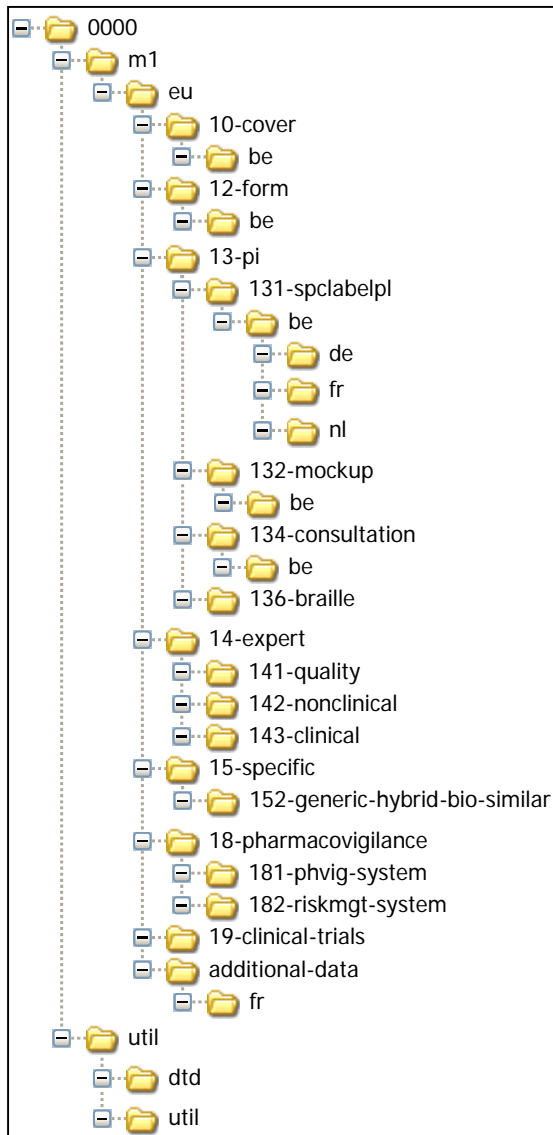 0000
m1
eu
10-cover
be
12-form
be
13-pi
131-spclabelpl
be
de
fr
nl
132-mockup
be
134-consultation
be
136-braille
14-expert
141-quality
142-nonclinical
143-clinical
15-specific
152-generic-hybrid-bio-similar
18-pharmacovigilance
181-phvig-system
182-riskmgt-system
19-clinical-trials
additional-data
fr
util
dtd
util